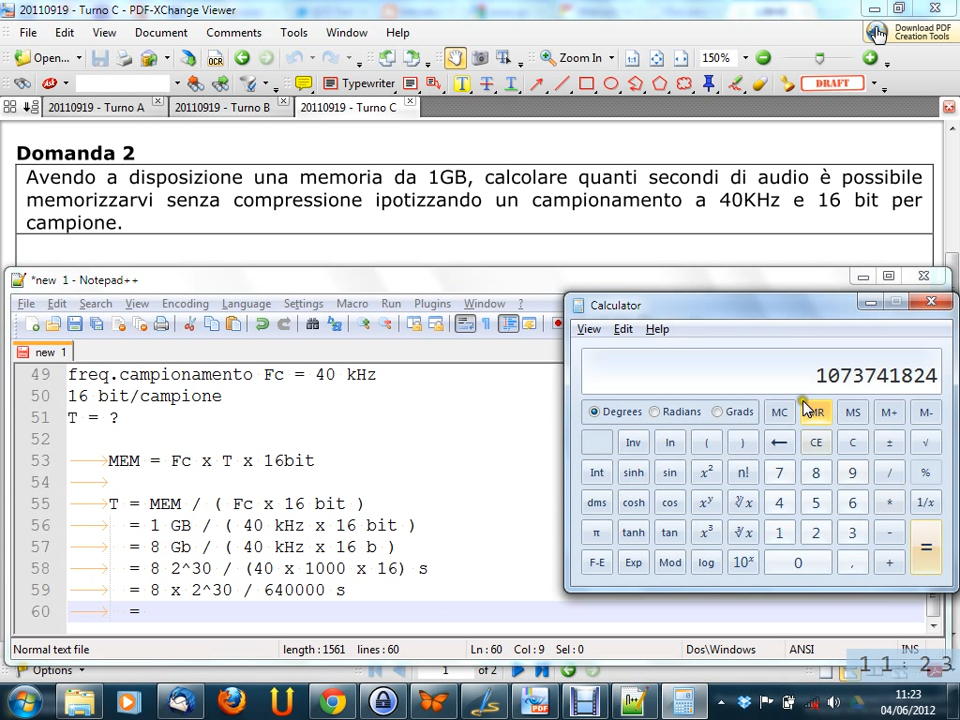 20110919 - Turno C - PDF-XChange Viewer
File Edit View Document Comments Tools Window Help
Download PDF
Creation Tools
Open... OCR Zoom In 150%
Typewriter DRAFT
20110919 - Turno A 20110919 - Turno B 20110919 - Turno C
Domanda 2
Avendo a disposizione una memoria da 1GB, calcolare quanti secondi di audio è possibile
memorizzarvi senza compressione ipotizzando un campionamento a 40KHz e 16 bit per
campione.
*new 1 - Notepad++
File Edit Search View Encoding Language Settings Macro Run Plugins Window ?
new 1
49 freq.campionamento Fc = 40 kHz
50 16 bit/campione
51 T = ?
52
53 MEM = Fc x T x 16bit
54
55 T = MEM / ( Fc x 16 bit )
56 = 1 GB / ( 40 kHz x 16 bit )
57 = 8 Gb / ( 40 kHz x 16 b )
58 = 8 2^30 / (40 x 1000 x 16) s
59 = 8 x 2^30 / 640000 s
60 =
Normal text file length : 1561 lines : 60 Ln : 60 Col : 9 Sel : 0 Dos\Windows ANSI INS
Calculator
View Edit Help
1073741824
Degrees Radians Grads MC MR MS M+ M-
Inv ln ( ) ← CE C ± √
Int sinh sin x² n! 7 8 9 / %
dms cosh cos xʸ ʸ√x 4 5 6 * 1/x
π tanh tan x³ ³√x 1 2 3 - =
F-E Exp Mod log 10ˣ 0 , +
Options 1 of 2
11:23
11:23
04/06/2012